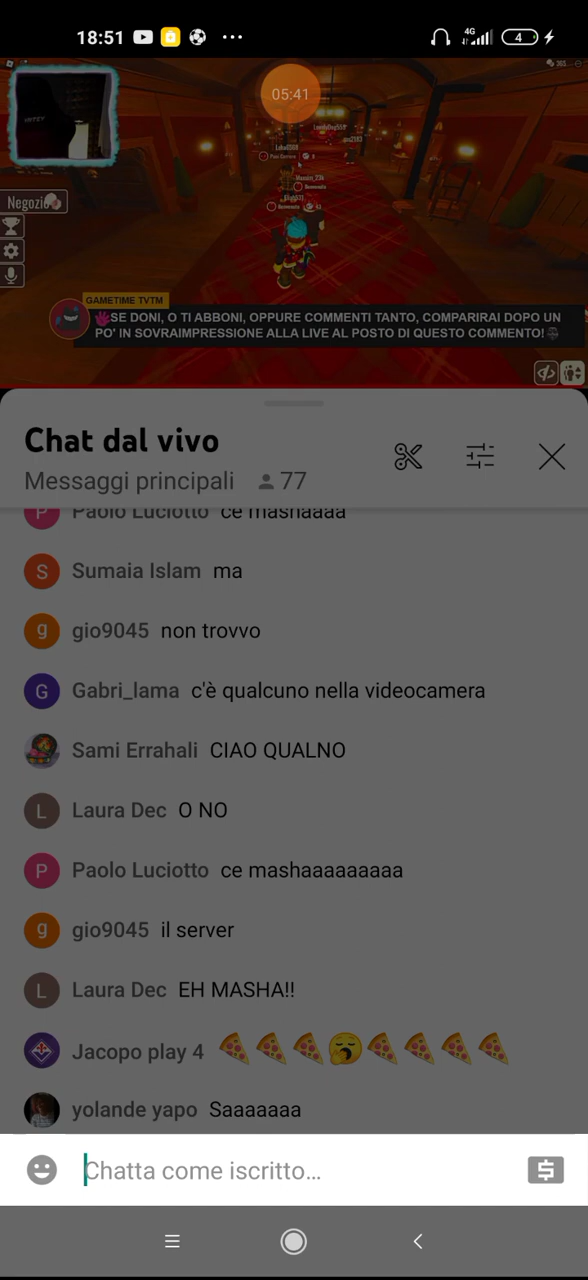 18:51
4G
4
05:41
Negozio
GAMETIME TVTM
SE DONI, O TI ABBONI, OPPURE COMMENTI TANTO, COMPARIRAI DOPO UN
PO' IN SOVRAIMPRESSIONE ALLA LIVE AL POSTO DI QUESTO COMMENTO!
Chat dal vivo
Messaggi principali 77
P Paolo Luciotto ce mashaaaa
S Sumaia Islam ma
g gio9045 non trovvo
G Gabri_lama c'è qualcuno nella videocamera
Sami Errahali CIAO QUALNO
L Laura Dec O NO
P Paolo Luciotto ce mashaaaaaaaaa
g gio9045 il server
L Laura Dec EH MASHA!!
Jacopo play 4 🍕🍕🍕🥱🍕🍕🍕🍕
yolande yapo Saaaaaaa
Chatta come iscritto…